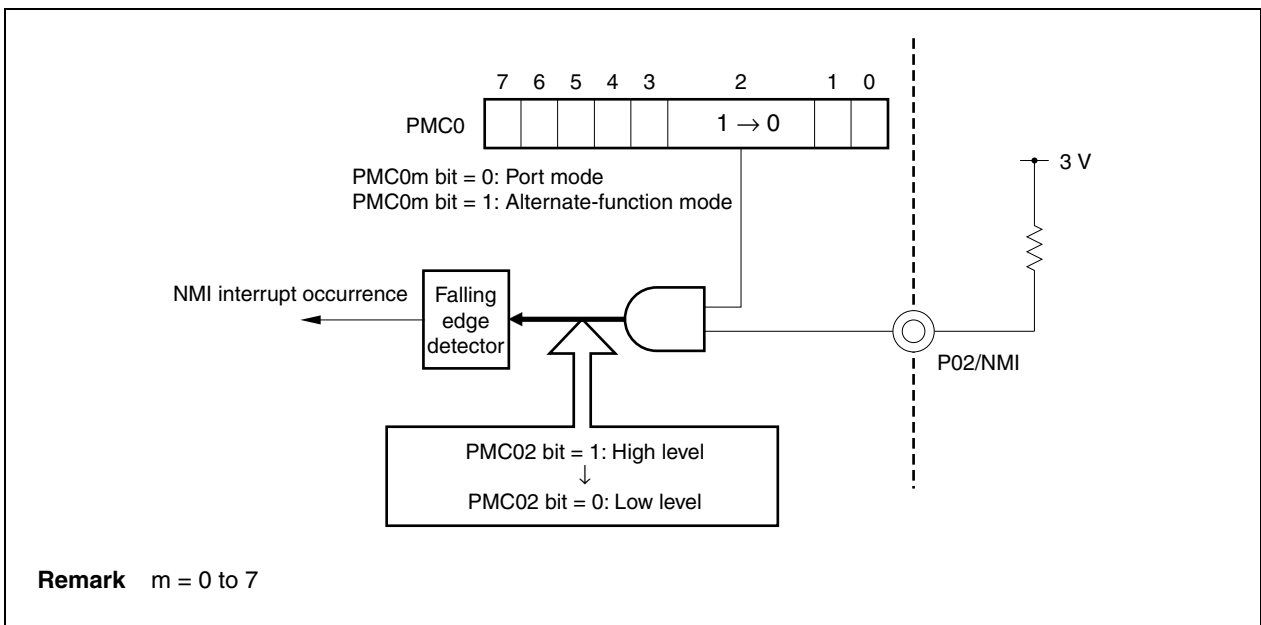 7 6 5 4 3 2 1 0
PMC0
1 → 0
3 V
PMC0m bit = 0: Port mode
PMC0m bit = 1: Alternate-function mode
NMI interrupt occurrence
Falling
edge
detector
P02/NMI
PMC02 bit = 1: High level
↓
PMC02 bit = 0: Low level
Remark m = 0 to 7